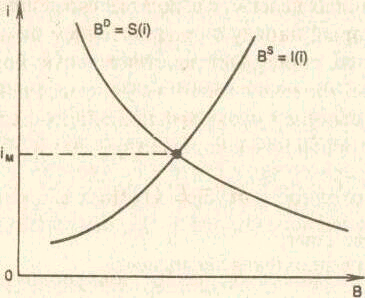 i
B^D = S(i)
B^S = I(i)
i_M
0
B